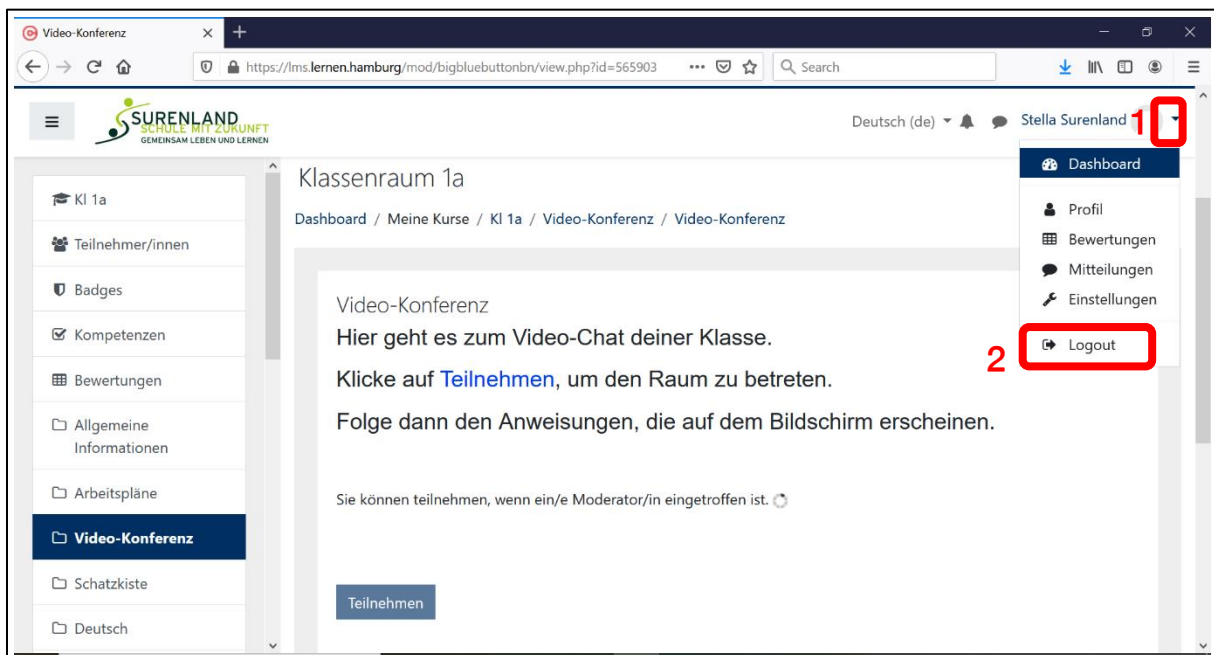 Video-Konferenz
https://lms.lernen.hamburg/mod/bigbluebuttonbn/view.php?id=565903
Search
SURENLAND
SCHULE MIT ZUKUNFT
GEMEINSAM LEBEN UND LERNEN
Deutsch (de)
Stella Surenland
1
Dashboard
Profil
Bewertungen
Mitteilungen
Einstellungen
2
Logout
Kl 1a
Teilnehmer/innen
Badges
Kompetenzen
Bewertungen
Allgemeine
Informationen
Arbeitspläne
Video-Konferenz
Schatzkiste
Deutsch
Klassenraum 1a
Dashboard / Meine Kurse / Kl 1a / Video-Konferenz / Video-Konferenz
Video-Konferenz
Hier geht es zum Video-Chat deiner Klasse.
Klicke auf Teilnehmen, um den Raum zu betreten.
Folge dann den Anweisungen, die auf dem Bildschirm erscheinen.
Sie können teilnehmen, wenn ein/e Moderator/in eingetroffen ist.
Teilnehmen